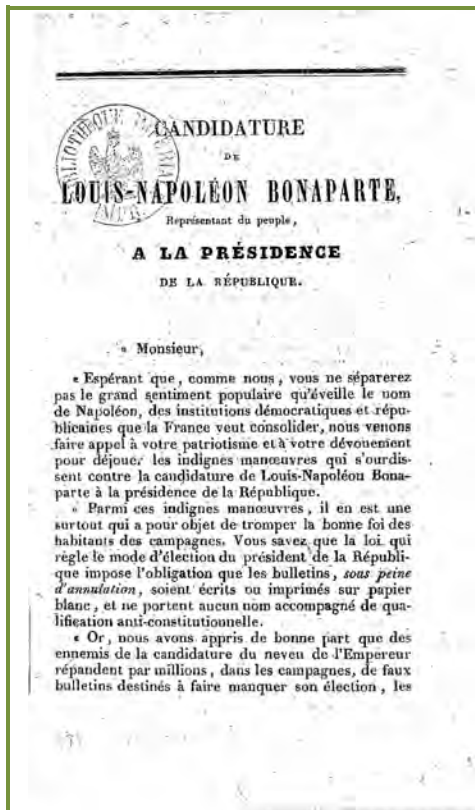 CANDIDATURE
DE
LOUIS-NAPOLÉON BONAPARTE,
Représentant du peuple,
A LA PRÉSIDENCE
DE LA RÉPUBLIQUE.
« Monsieur,
« Espérant que, comme nous, vous ne séparerez
pas le grand sentiment populaire qu'éveille le nom
de Napoléon, des institutions démocratiques et répu-
blicaines que la France veut consolider, nous venons
faire appel à votre patriotisme et à votre dévouement
pour déjouer les indignes manœuvres qui s'ourdis-
sent contre la candidature de Louis-Napoléon Bona-
parte à la présidence de la République.
« Parmi ces indignes manœuvres, il en est une
surtout qui a pour objet de tromper la bonne foi des
habitants des campagnes. Vous savez que la loi qui
règle le mode d'élection du président de la Républi-
que impose l'obligation que les bulletins, sous peine
d'annulation, soient écrits ou imprimés sur papier
blanc, et ne portent aucun nom accompagné de qua-
lification anti-constitutionnelle.
« Or, nous avons appris de bonne part que des
ennemis de la candidature du neveu de l'Empereur
répandent par millions, dans les campagnes, de faux
bulletins destinés à faire manquer son élection, les